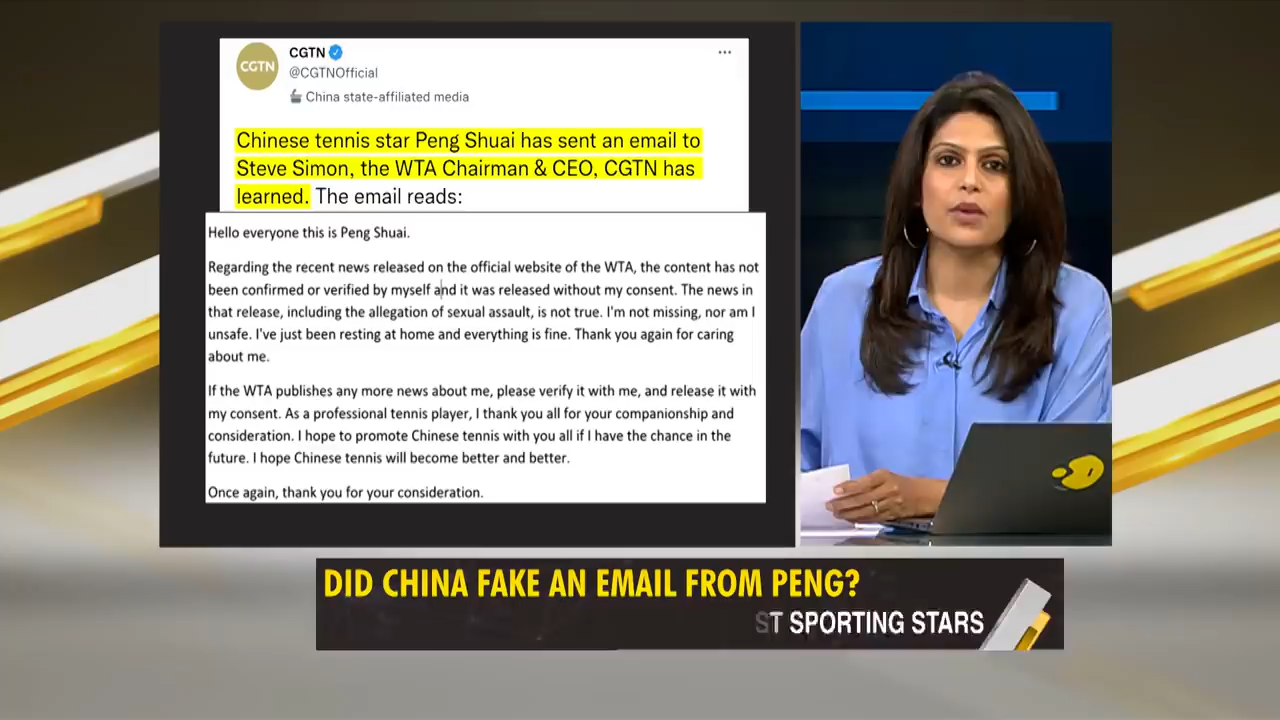 CGTN
CGTN
@CGTNOfficial
China state-affiliated media
Chinese tennis star Peng Shuai has sent an email to
Steve Simon, the WTA Chairman & CEO, CGTN has
learned. The email reads:
Hello everyone this is Peng Shuai.
Regarding the recent news released on the official website of the WTA, the content has not
been confirmed or verified by myself and it was released without my consent. The news in
that release, including the allegation of sexual assault, is not true. I'm not missing, nor am I
unsafe. I've just been resting at home and everything is fine. Thank you again for caring
about me.
If the WTA publishes any more news about me, please verify it with me, and release it with
my consent. As a professional tennis player, I thank you all for your companionship and
consideration. I hope to promote Chinese tennis with you all if I have the chance in the
future. I hope Chinese tennis will become better and better.
Once again, thank you for your consideration.
DID CHINA FAKE AN EMAIL FROM PENG?
ST SPORTING STARS